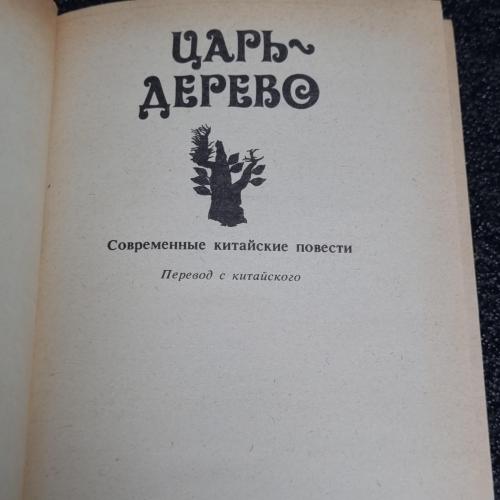 ЦАРЬ~
ДЕРЕВО
Современные китайские повести
Перевод с китайского